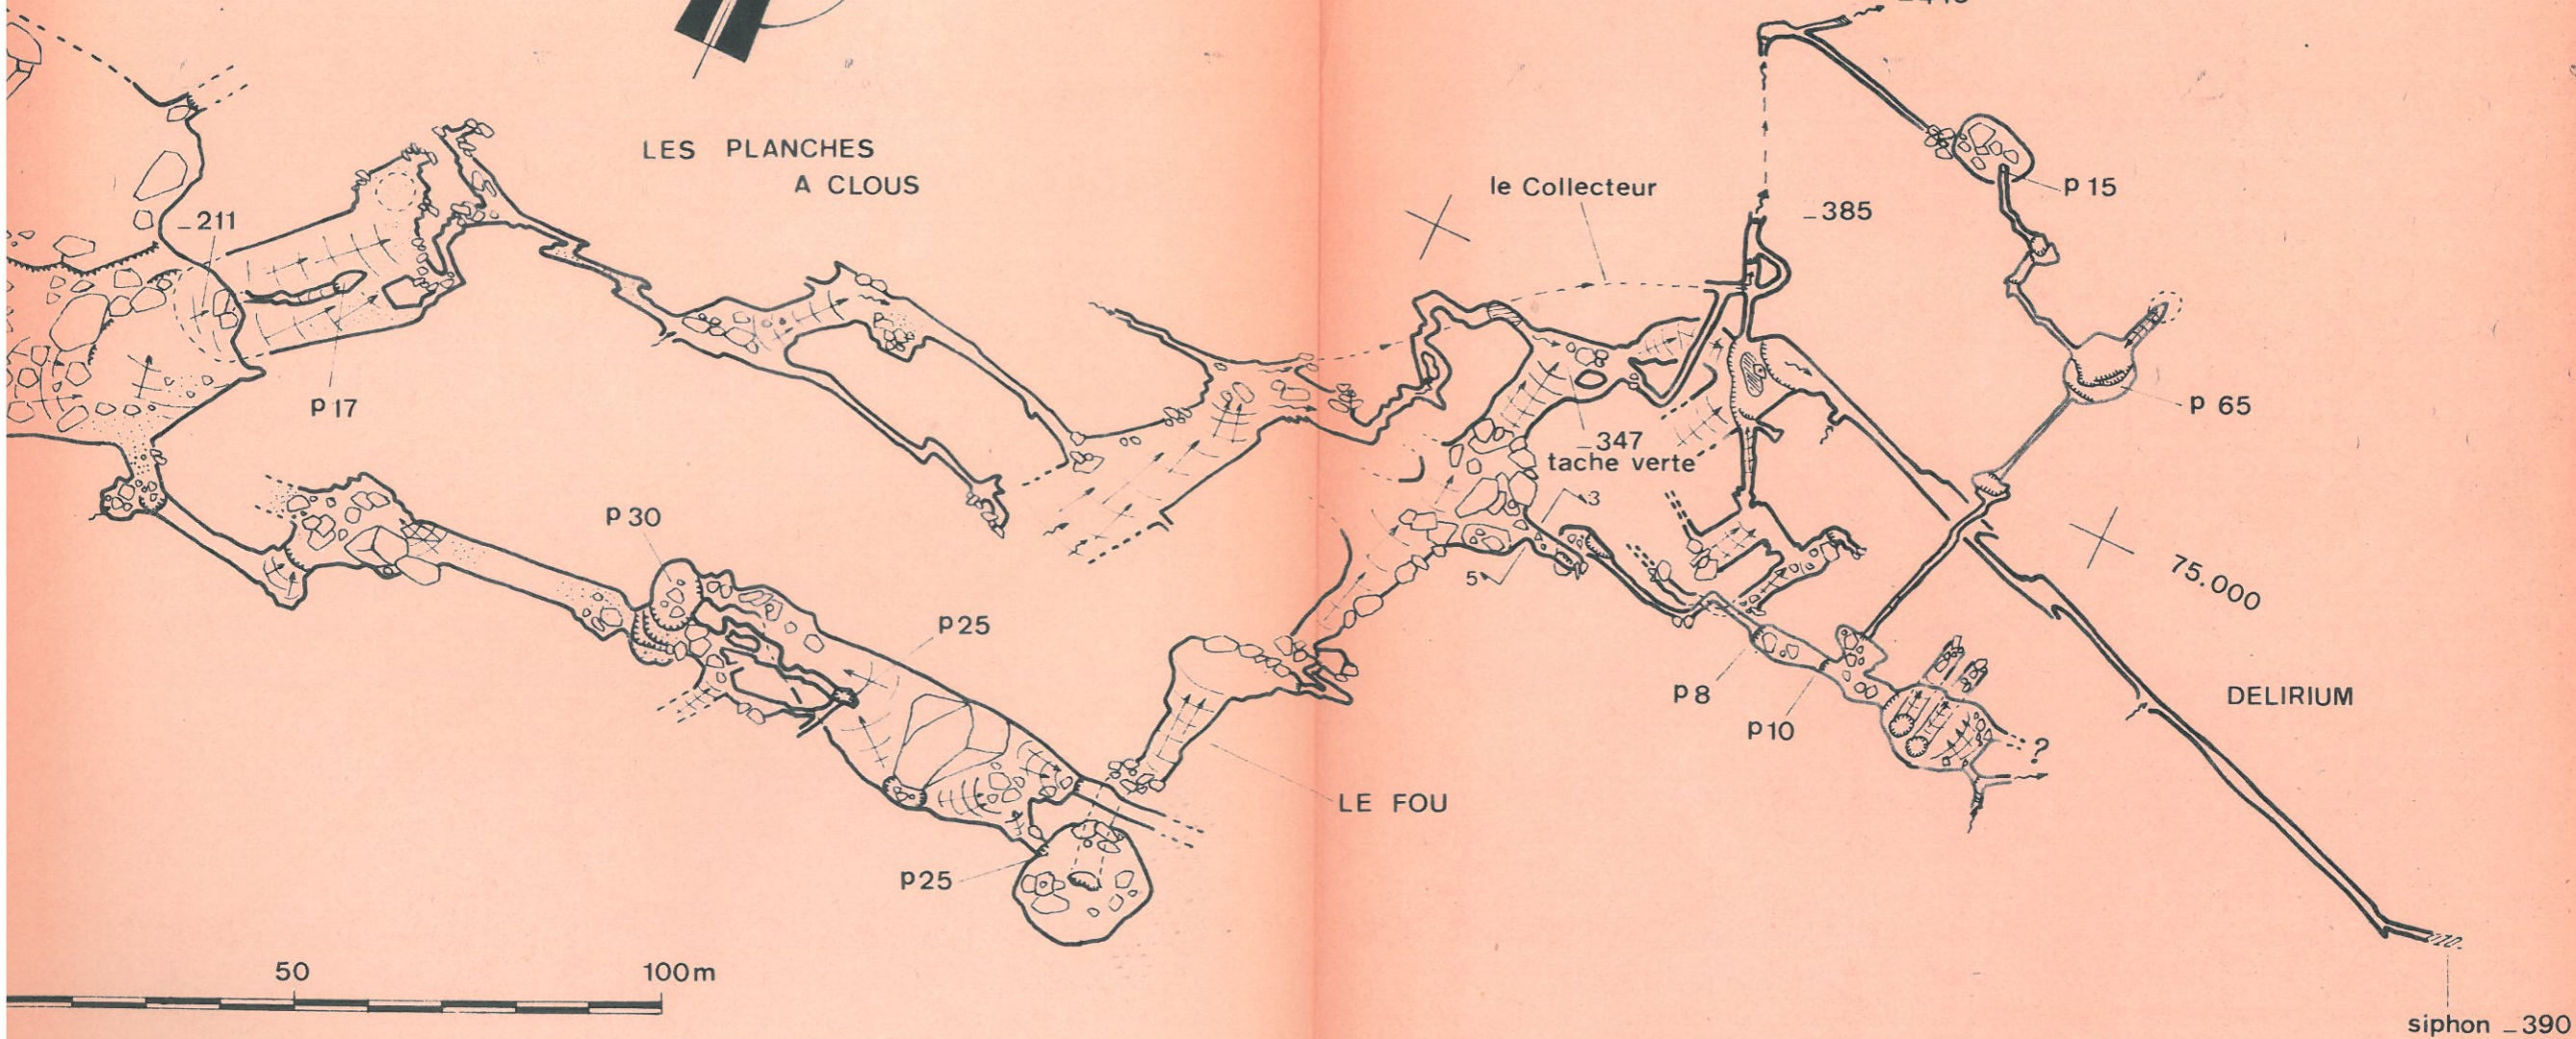 LES PLANCHES
A CLOUS
le Collecteur
_385
p 15
_211
p 17
p 65
_347
tache verte
3
5
p 30
p 25
75.000
p 8
p 10
DELIRIUM
?
LE FOU
p 25
50
100m
siphon _390